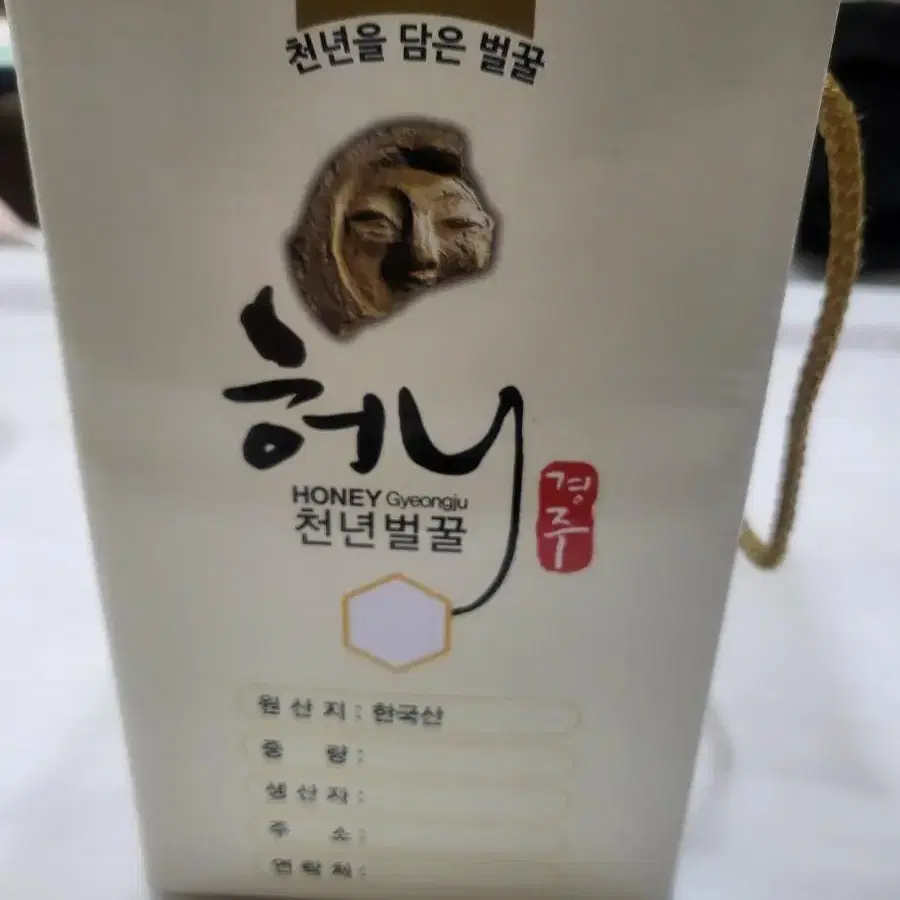 천년을 담은 벌꿀
허니
HONEY Gyeongju
천년벌꿀
경주
원산지 : 한국산
중 량 :
생산자 :
주 소 :
연락처 :